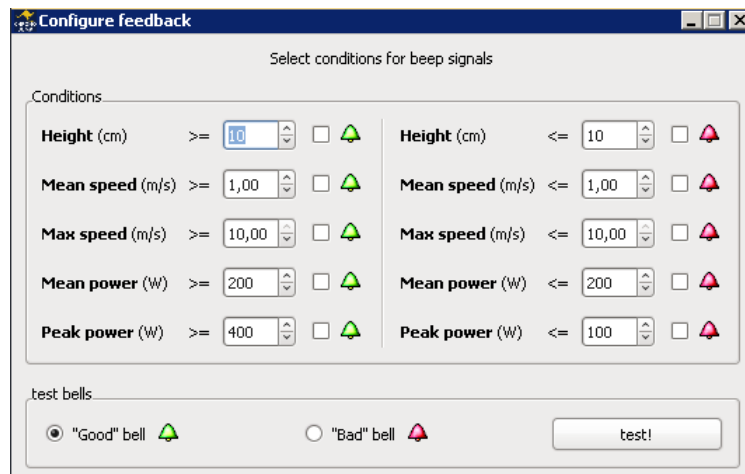 Configure feedback
Select conditions for beep signals
Conditions
Height (cm) >= 10 Height (cm) <= 10
Mean speed (m/s) >= 1,00 Mean speed (m/s) <= 1,00
Max speed (m/s) >= 10,00 Max speed (m/s) <= 10,00
Mean power (W) >= 200 Mean power (W) <= 200
Peak power (W) >= 400 Peak power (W) <= 100
test bells
"Good" bell "Bad" bell test!